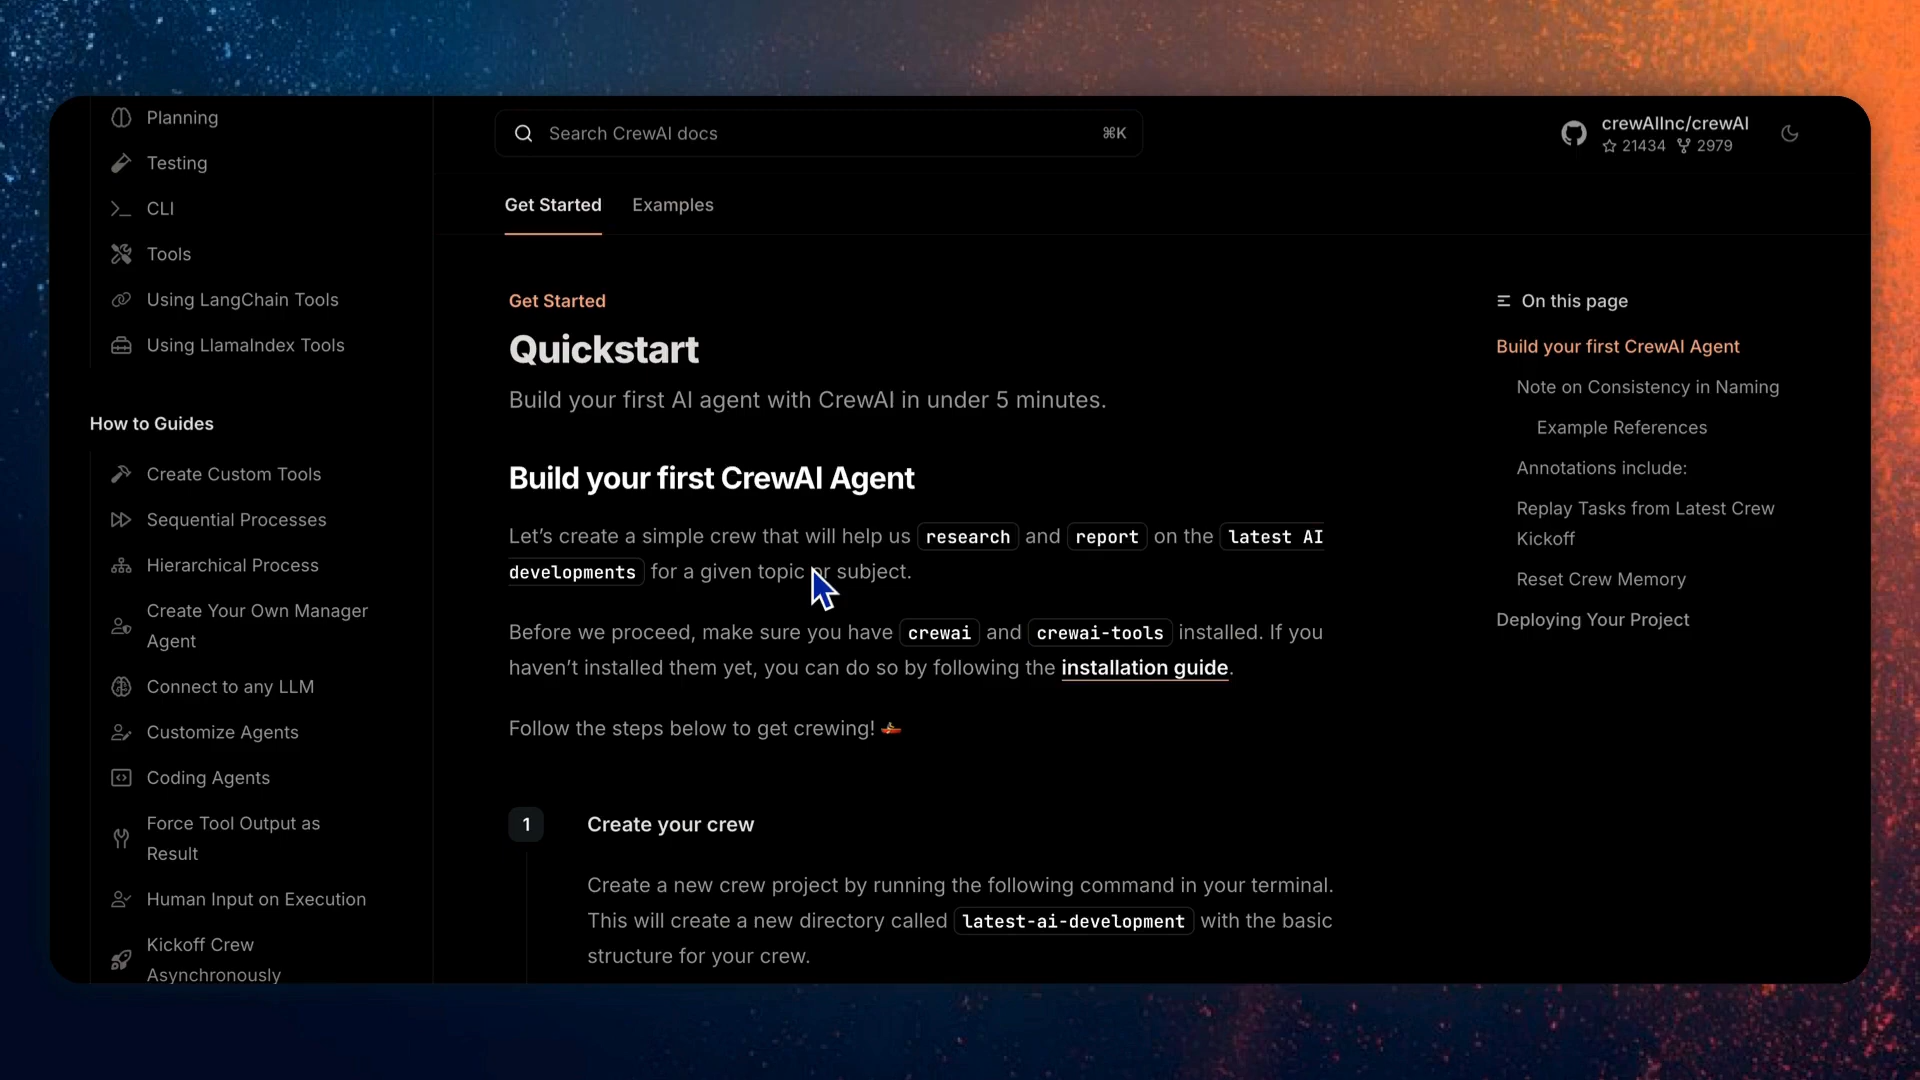 Planning
Testing
CLI
Tools
Using LangChain Tools
Using LlamaIndex Tools
How to Guides
Create Custom Tools
Sequential Processes
Hierarchical Process
Create Your Own Manager
Agent
Connect to any LLM
Customize Agents
Coding Agents
Force Tool Output as
Result
Human Input on Execution
Kickoff Crew
Asynchronously
Search CrewAI docs
⌘K
crewAIInc/crewAI
21434 2979
Get Started Examples
Get Started
Quickstart
Build your first AI agent with CrewAI in under 5 minutes.
Build your first CrewAI Agent
Let’s create a simple crew that will help us research and report on the latest AI
developments for a given topic or subject.
Before we proceed, make sure you have crewai and crewai-tools installed. If you
haven’t installed them yet, you can do so by following the installation guide.
Follow the steps below to get crewing! 🚣
1 Create your crew
Create a new crew project by running the following command in your terminal.
This will create a new directory called latest-ai-development with the basic
structure for your crew.
On this page
Build your first CrewAI Agent
Note on Consistency in Naming
Example References
Annotations include:
Replay Tasks from Latest Crew
Kickoff
Reset Crew Memory
Deploying Your Project